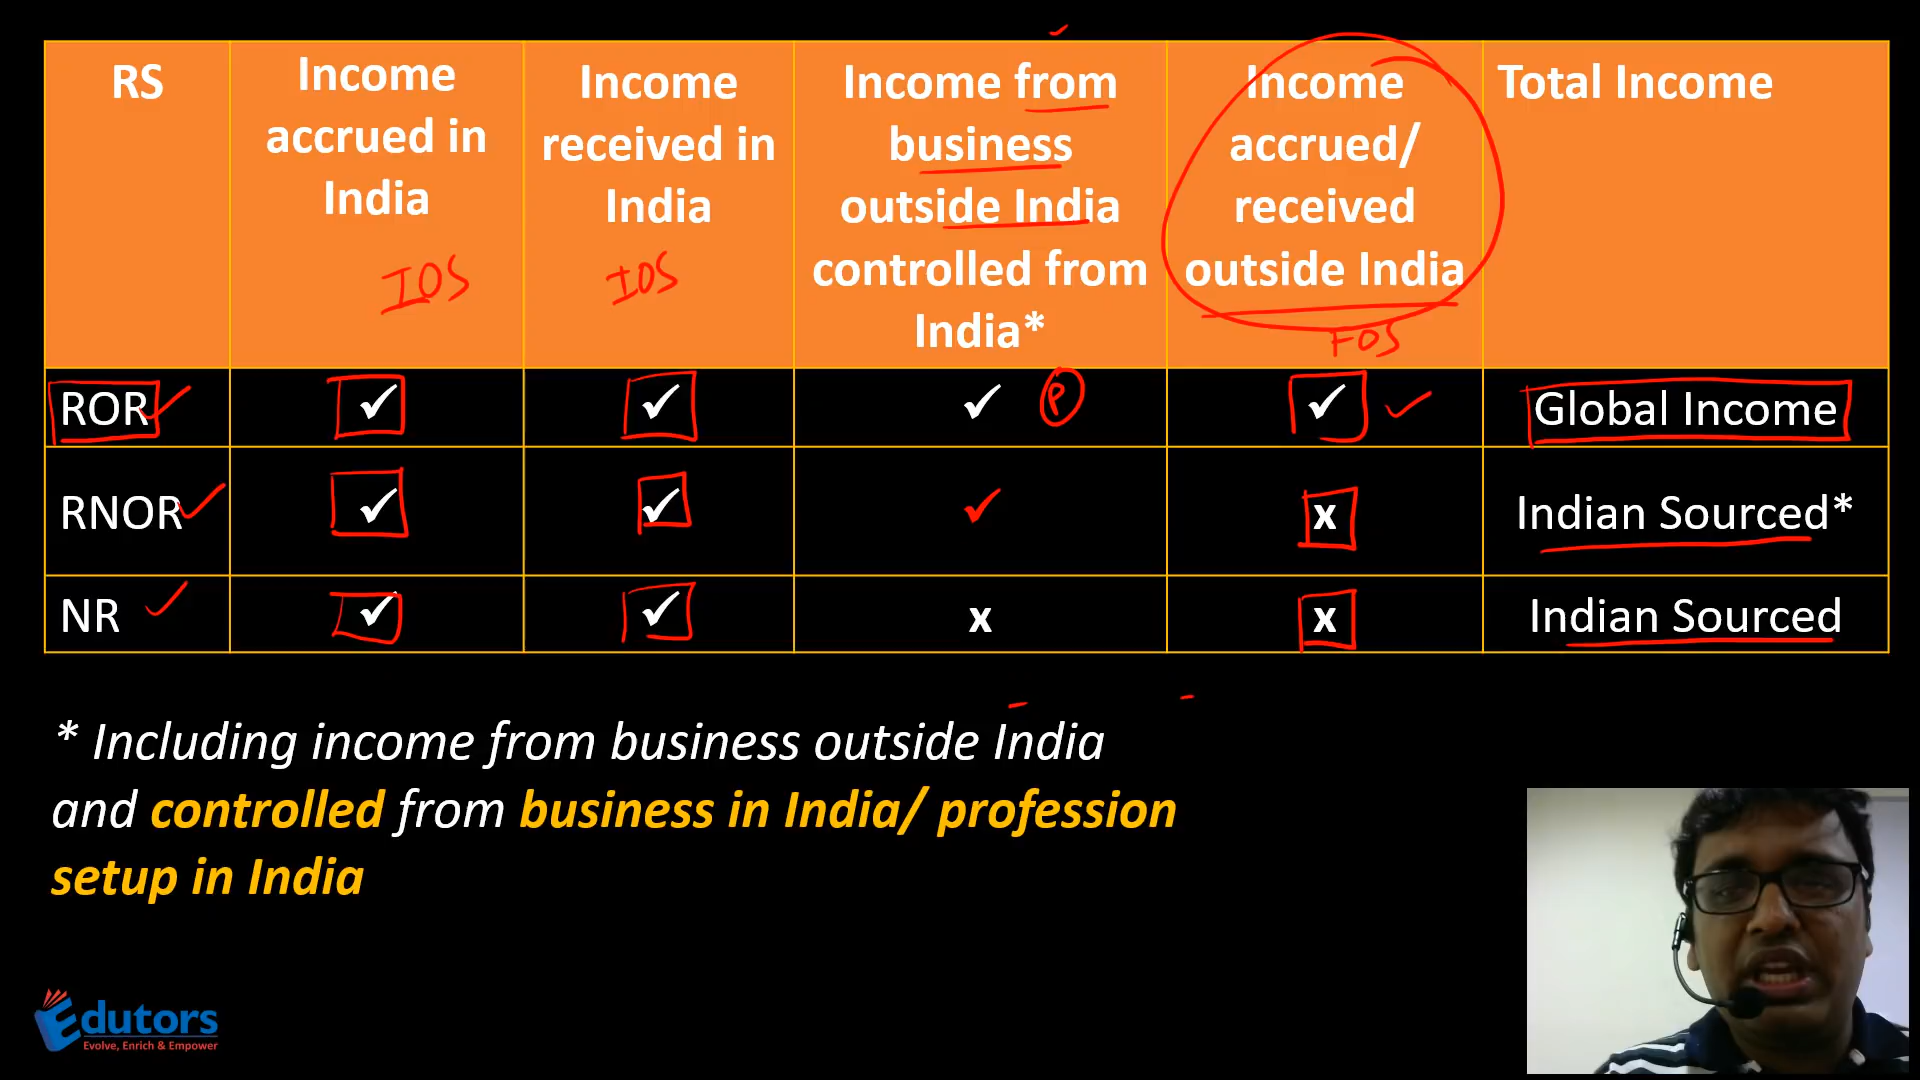 RS
Income
accrued in
India
IOS
Income
received in
India
IOS
Income from
business
outside India
controlled from
India*
Income
accrued/
received
outside India
FOS
Total Income
ROR ✓ ✓ ✓ P ✓ Global Income
RNOR ✓ ✓ ✓ x Indian Sourced*
NR ✓ ✓ x x Indian Sourced
* Including income from business outside India
and controlled from business in India/ profession
setup in India
Edutors
Evolve, Enrich & Empower